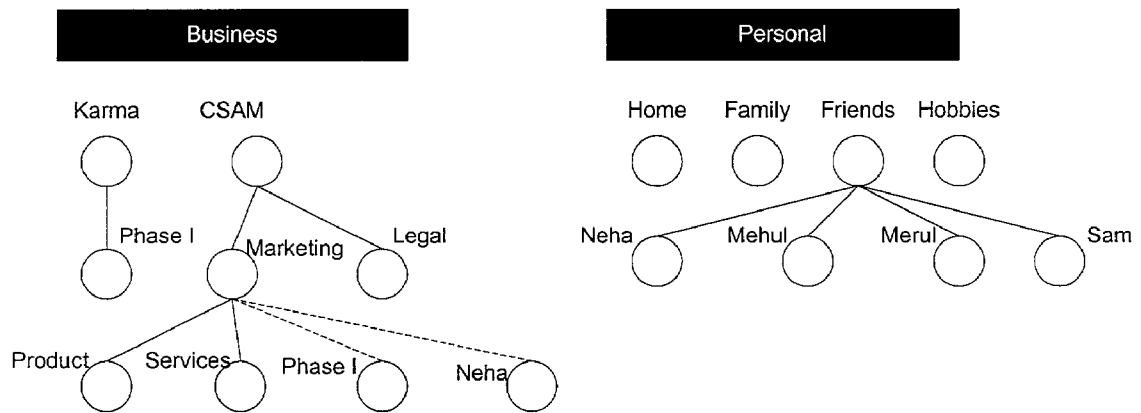 Business
Personal
Karma
CSAM
Home
Family
Friends
Hobbies
Phase I
Marketing
Legal
Neha
Mehul
Merul
Sam
Product
Services
Phase I
Neha